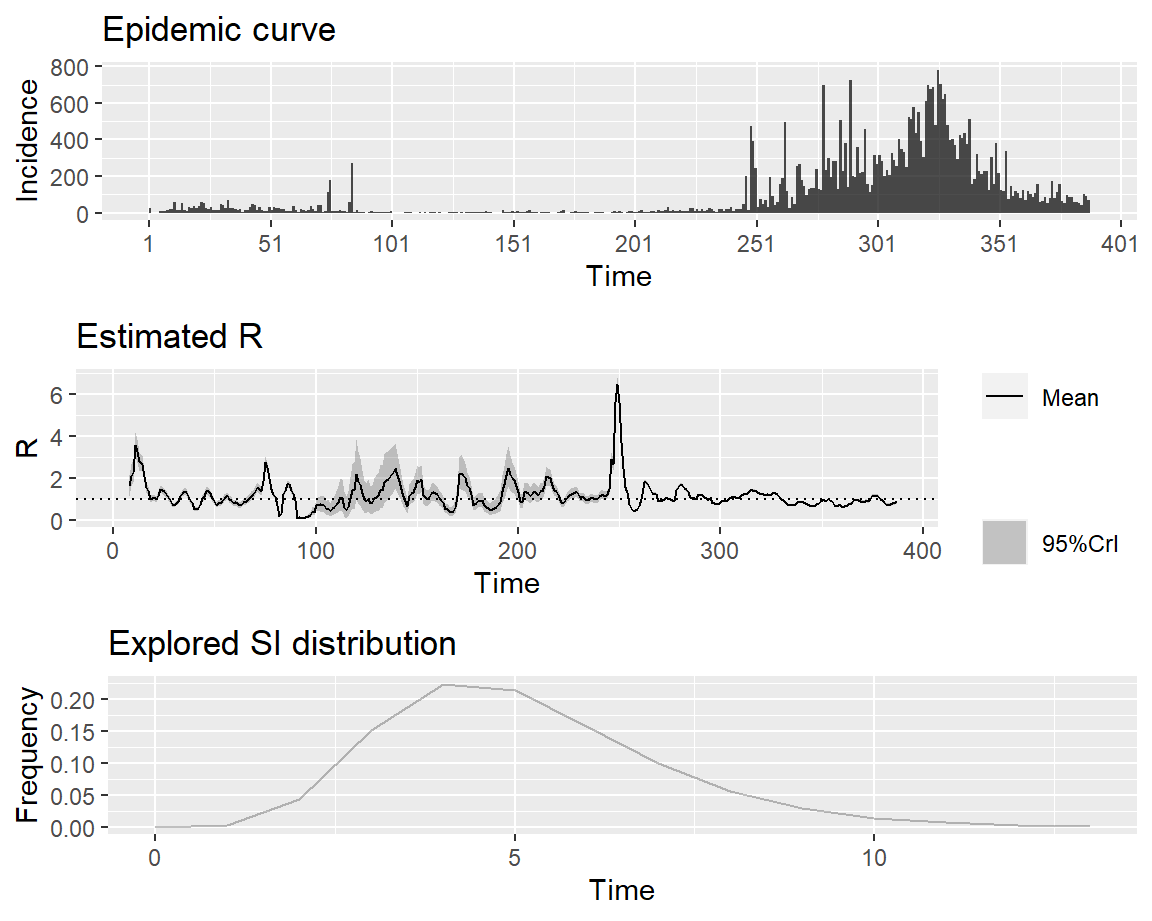 Epidemic curve
800
600
400
200
0
Incidence
1 51 101 151 201 251 301 351 401
Time
Estimated R
6
4
2
0
R
0 100 200 300 400
Time
Mean
95%CrI
Explored SI distribution
0.20
0.15
0.10
0.05
0.00
Frequency
0 5 10
Time